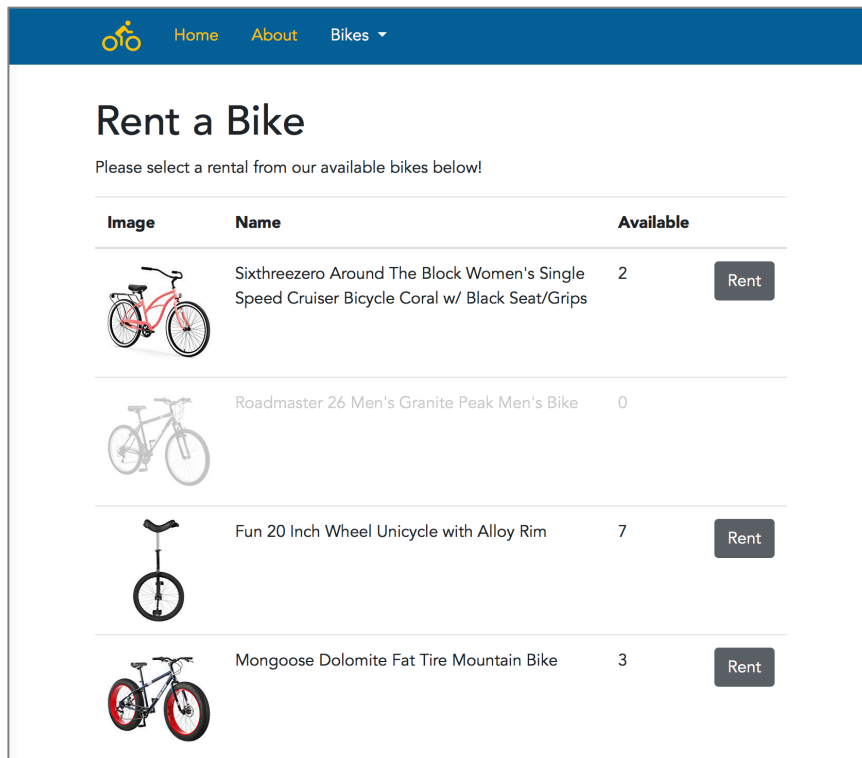 Home About Bikes
Rent a Bike
Please select a rental from our available bikes below!
Image Name Available
Sixthreezero Around The Block Women's Single 2 Rent
Speed Cruiser Bicycle Coral w/ Black Seat/Grips
Roadmaster 26 Men's Granite Peak Men's Bike 0
Fun 20 Inch Wheel Unicycle with Alloy Rim 7 Rent
Mongoose Dolomite Fat Tire Mountain Bike 3 Rent